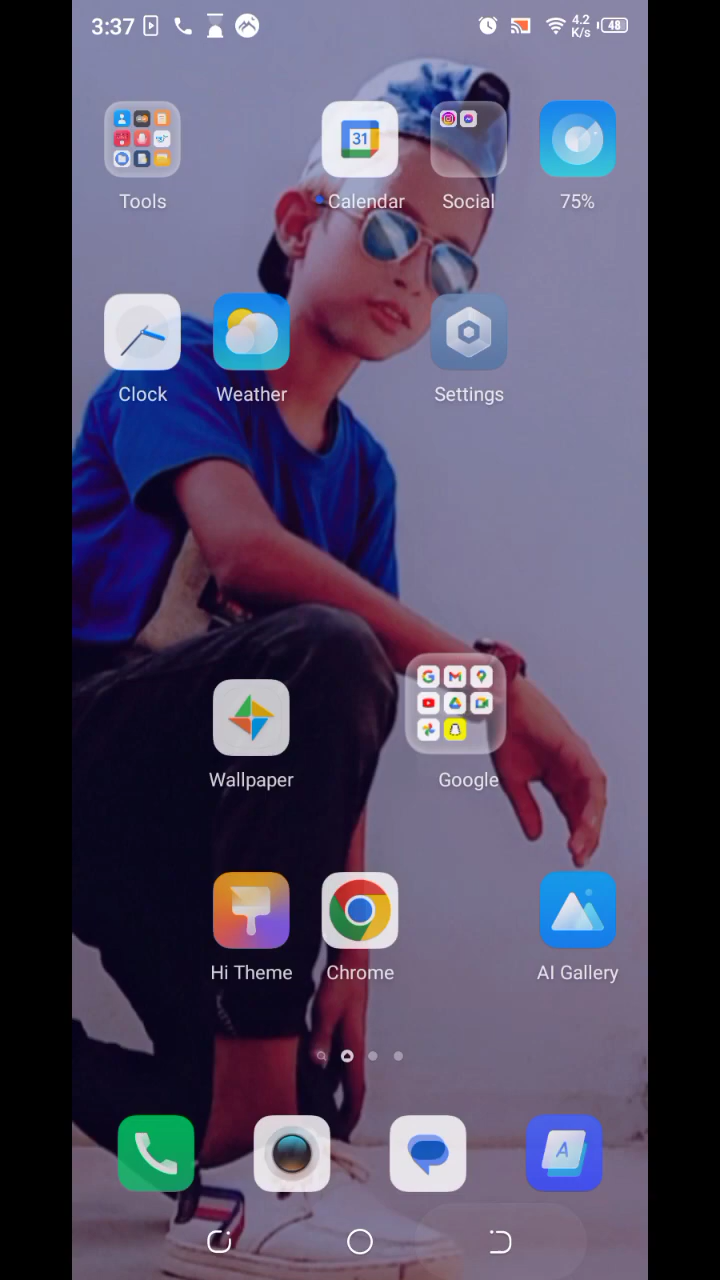 3:37
4.2
K/s
48
31
Tools
Calendar
Social
75%
Clock
Weather
Settings
Wallpaper
Google
Hi Theme
Chrome
AI Gallery
A